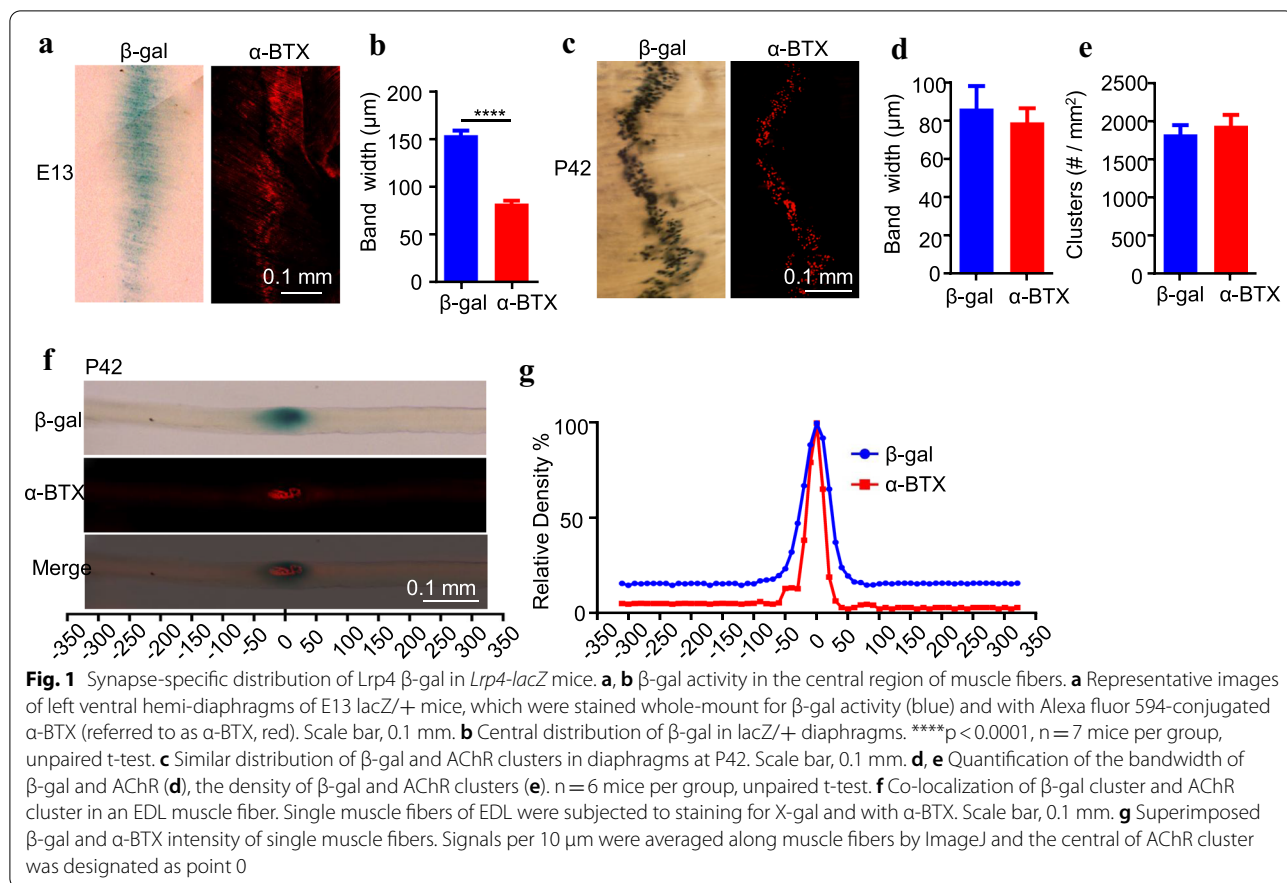 a
β-gal
α-BTX
E13
0.1 mm
b
Band width (µm)
200
150
100
50
0
****
β-gal
α-BTX
c
β-gal
α-BTX
P42
0.1 mm
d
Band width (µm)
100
80
60
40
20
0
β-gal
α-BTX
e
Clusters (# / mm²)
2500
2000
1500
1000
500
0
β-gal
α-BTX
f
P42
β-gal
α-BTX
Merge
0.1 mm
-350 -300 -250 -200 -150 -100 -50 0 50 100 150 200 250 300 350
g
Relative Density %
100
50
0
β-gal
α-BTX
-350 -300 -250 -200 -150 -100 -50 0 50 100 150 200 250 300 350
Fig. 1 Synapse-specific distribution of Lrp4 β-gal in Lrp4-lacZ mice. a, b β-gal activity in the central region of muscle fibers. a Representative images
of left ventral hemi-diaphragms of E13 lacZ/+ mice, which were stained whole-mount for β-gal activity (blue) and with Alexa fluor 594-conjugated
α-BTX (referred to as α-BTX, red). Scale bar, 0.1 mm. b Central distribution of β-gal in lacZ/+ diaphragms. ****p < 0.0001, n = 7 mice per group,
unpaired t-test. c Similar distribution of β-gal and AChR clusters in diaphragms at P42. Scale bar, 0.1 mm. d, e Quantification of the bandwidth of
β-gal and AChR (d), the density of β-gal and AChR clusters (e). n = 6 mice per group, unpaired t-test. f Co-localization of β-gal cluster and AChR
cluster in an EDL muscle fiber. Single muscle fibers of EDL were subjected to staining for X-gal and with α-BTX. Scale bar, 0.1 mm. g Superimposed
β-gal and α-BTX intensity of single muscle fibers. Signals per 10 µm were averaged along muscle fibers by ImageJ and the central of AChR cluster
was designated as point 0